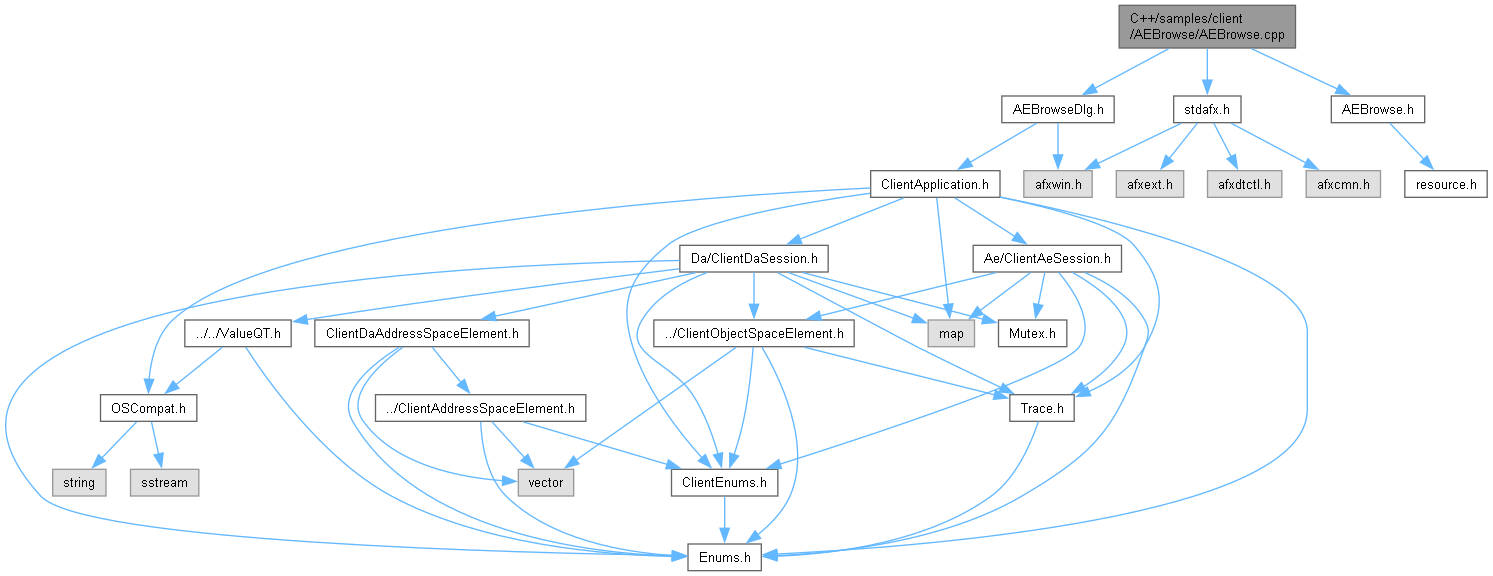 C++/samples/client
/AEBrowse/AEBrowse.cpp
AEBrowseDlg.h
stdafx.h
AEBrowse.h
ClientApplication.h
afxwin.h
afxext.h
afxdtctl.h
afxcmn.h
resource.h
Da/ClientDaSession.h
Ae/ClientAeSession.h
../../ValueQT.h
ClientDaAddressSpaceElement.h
../ClientObjectSpaceElement.h
map
Mutex.h
OSCompat.h
../ClientAddressSpaceElement.h
Trace.h
string
sstream
vector
ClientEnums.h
Enums.h